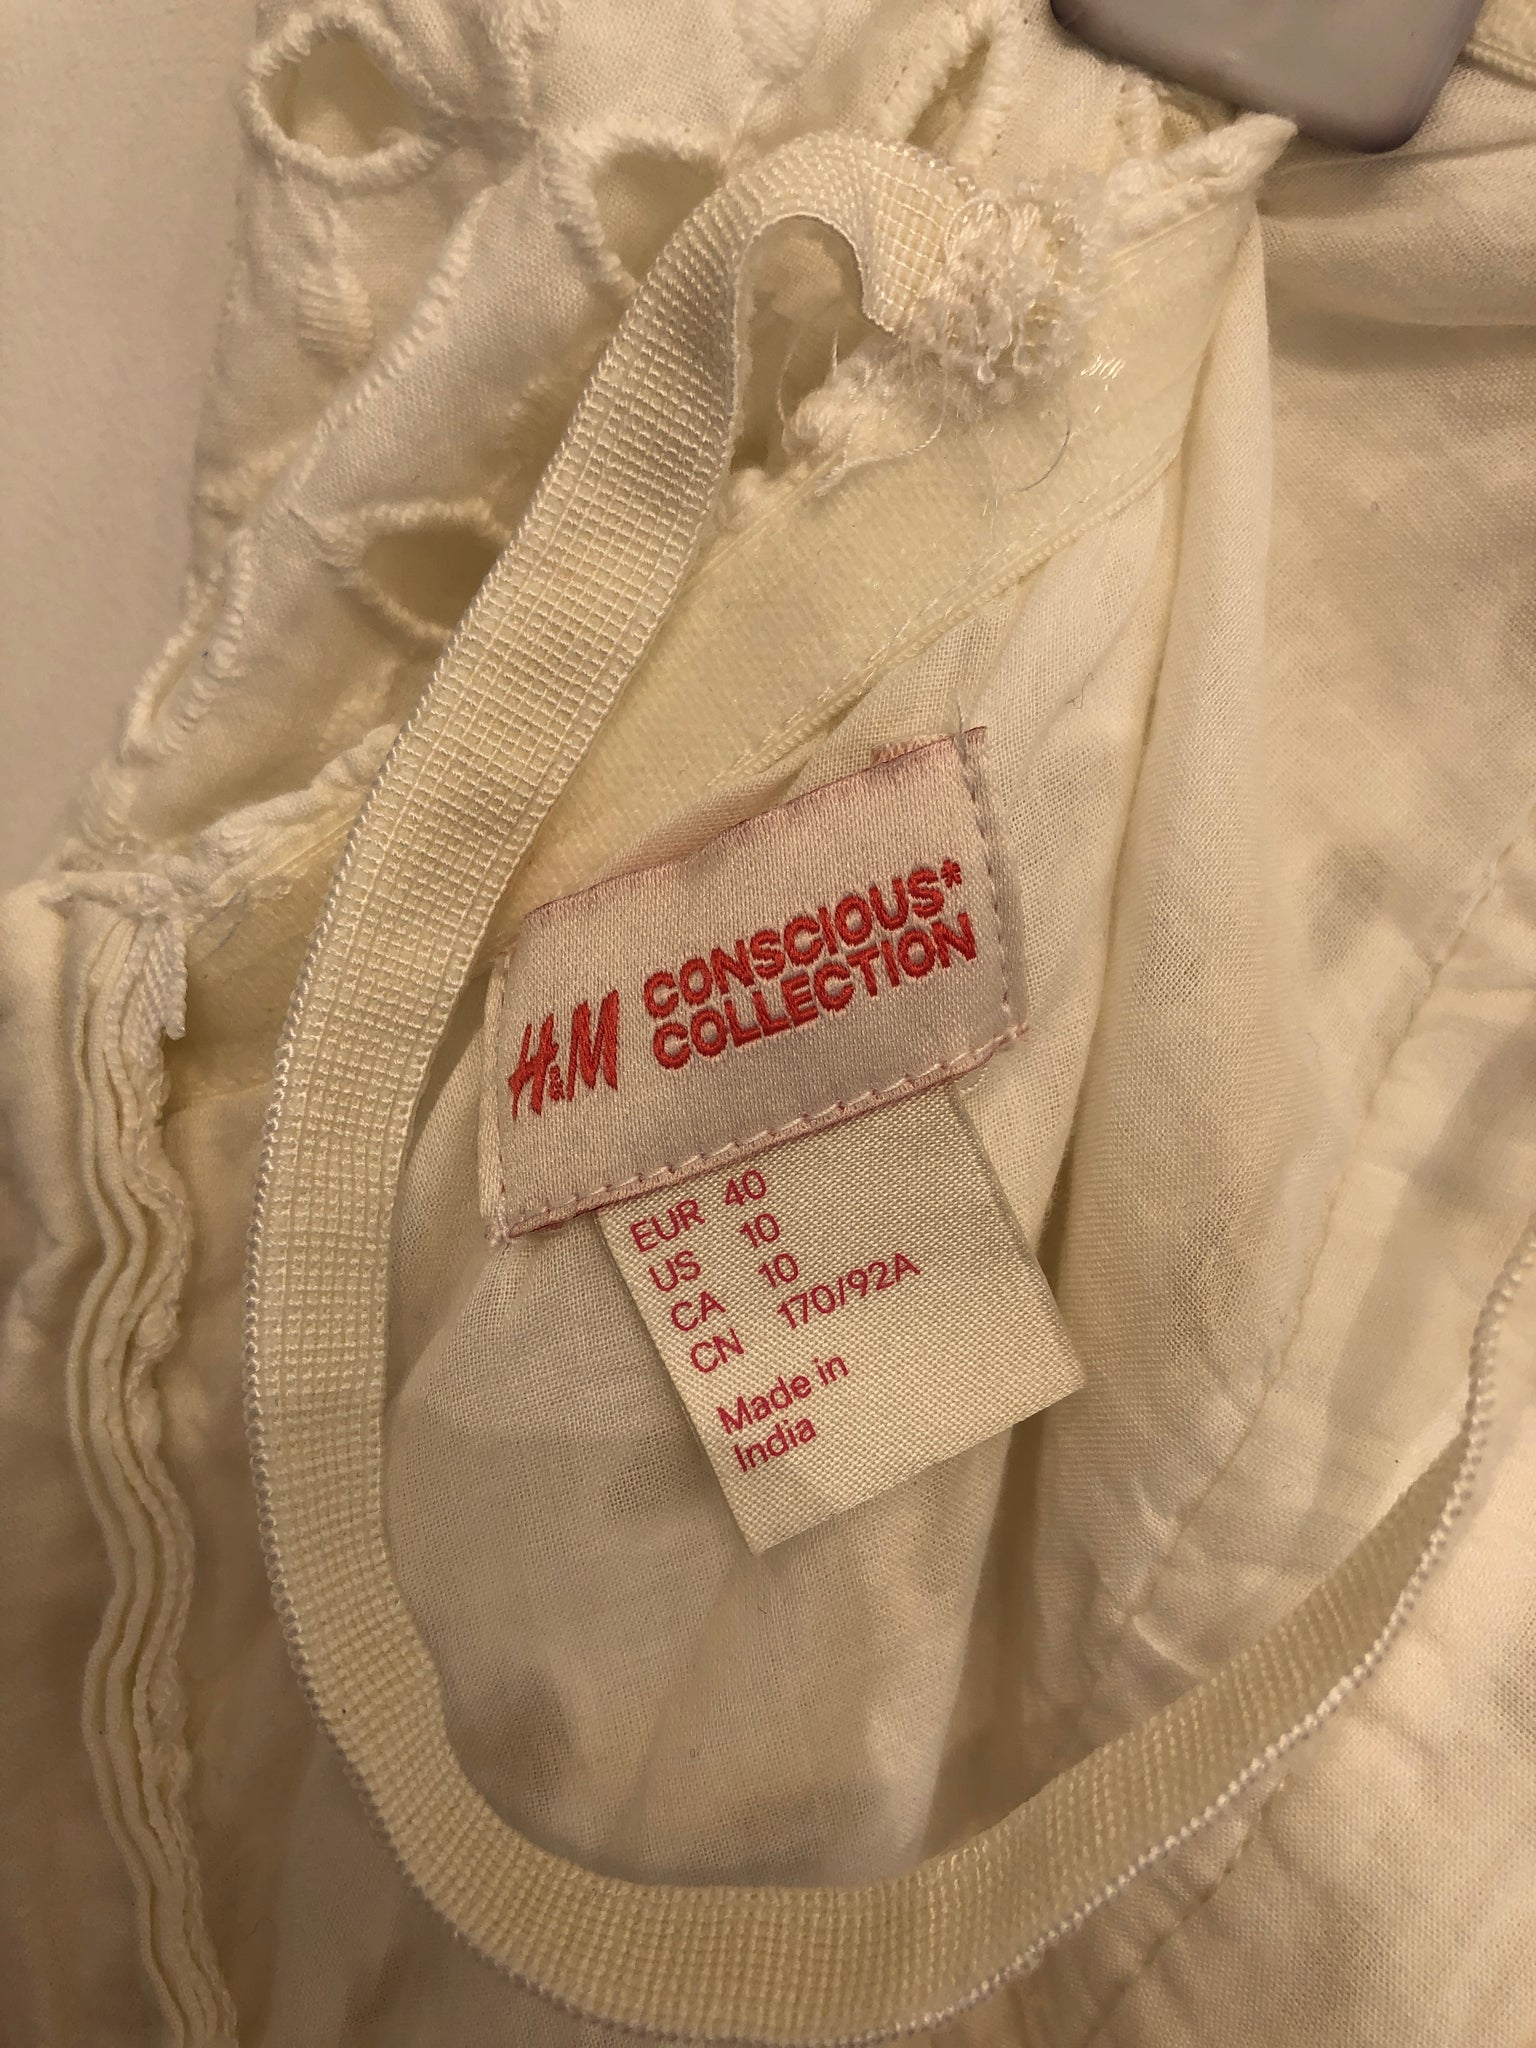 H&M CONSCIOUS*
COLLECTION
EUR 40
US 10
CA 10
CN 170/92A
Made in
India